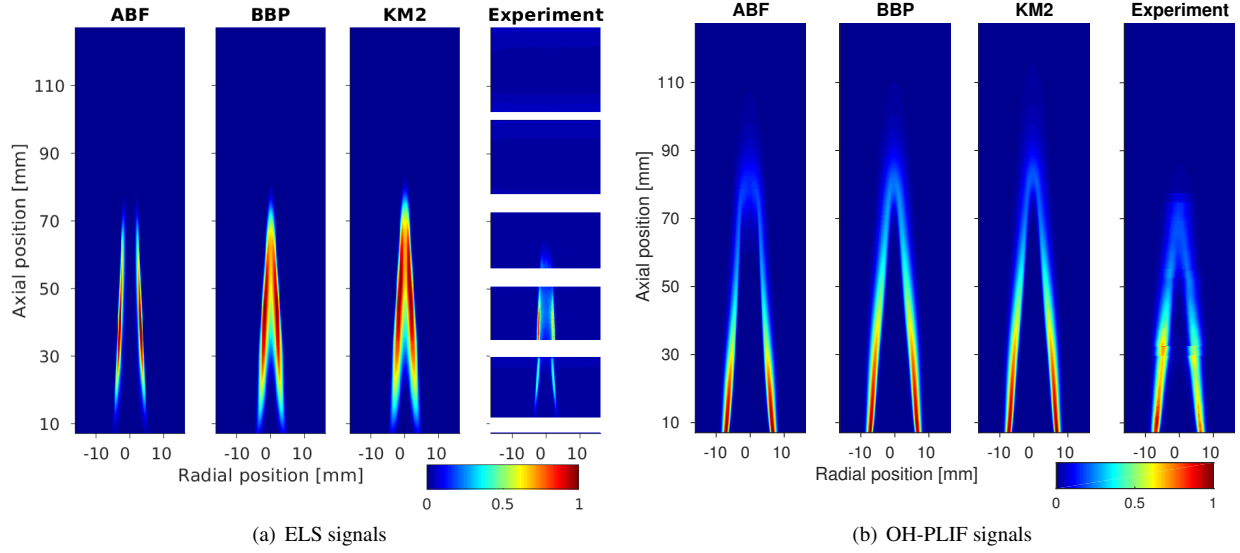 ABF BBP KM2 Experiment
110
90
70
50
30
10
Axial position [mm]
-10 0 10 -10 0 10 -10 0 10 -10 0 10
Radial position [mm]
0 0.5 1
(a) ELS signals
ABF BBP KM2 Experiment
110
90
70
50
30
10
Axial position [mm]
-10 0 10 -10 0 10 -10 0 10 -10 0 10
Radial position [mm]
0 0.5 1
(b) OH-PLIF signals